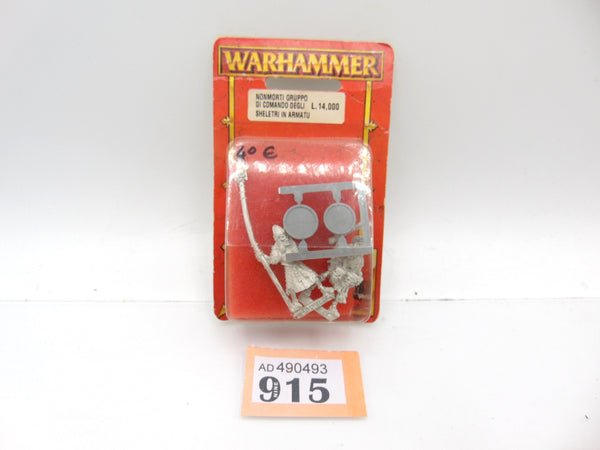 WARHAMMER
NONMORTI GRUPPO
DI COMANDO DEGLI L. 14,000
SHELETRI IN ARMATU
40 €
AD 490493
915